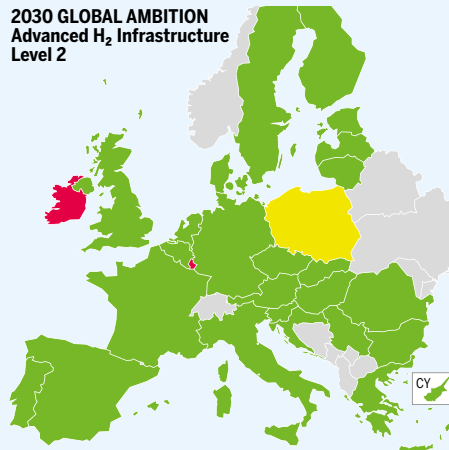 2030 GLOBAL AMBITION
Advanced H₂ Infrastructure
Level 2
CY